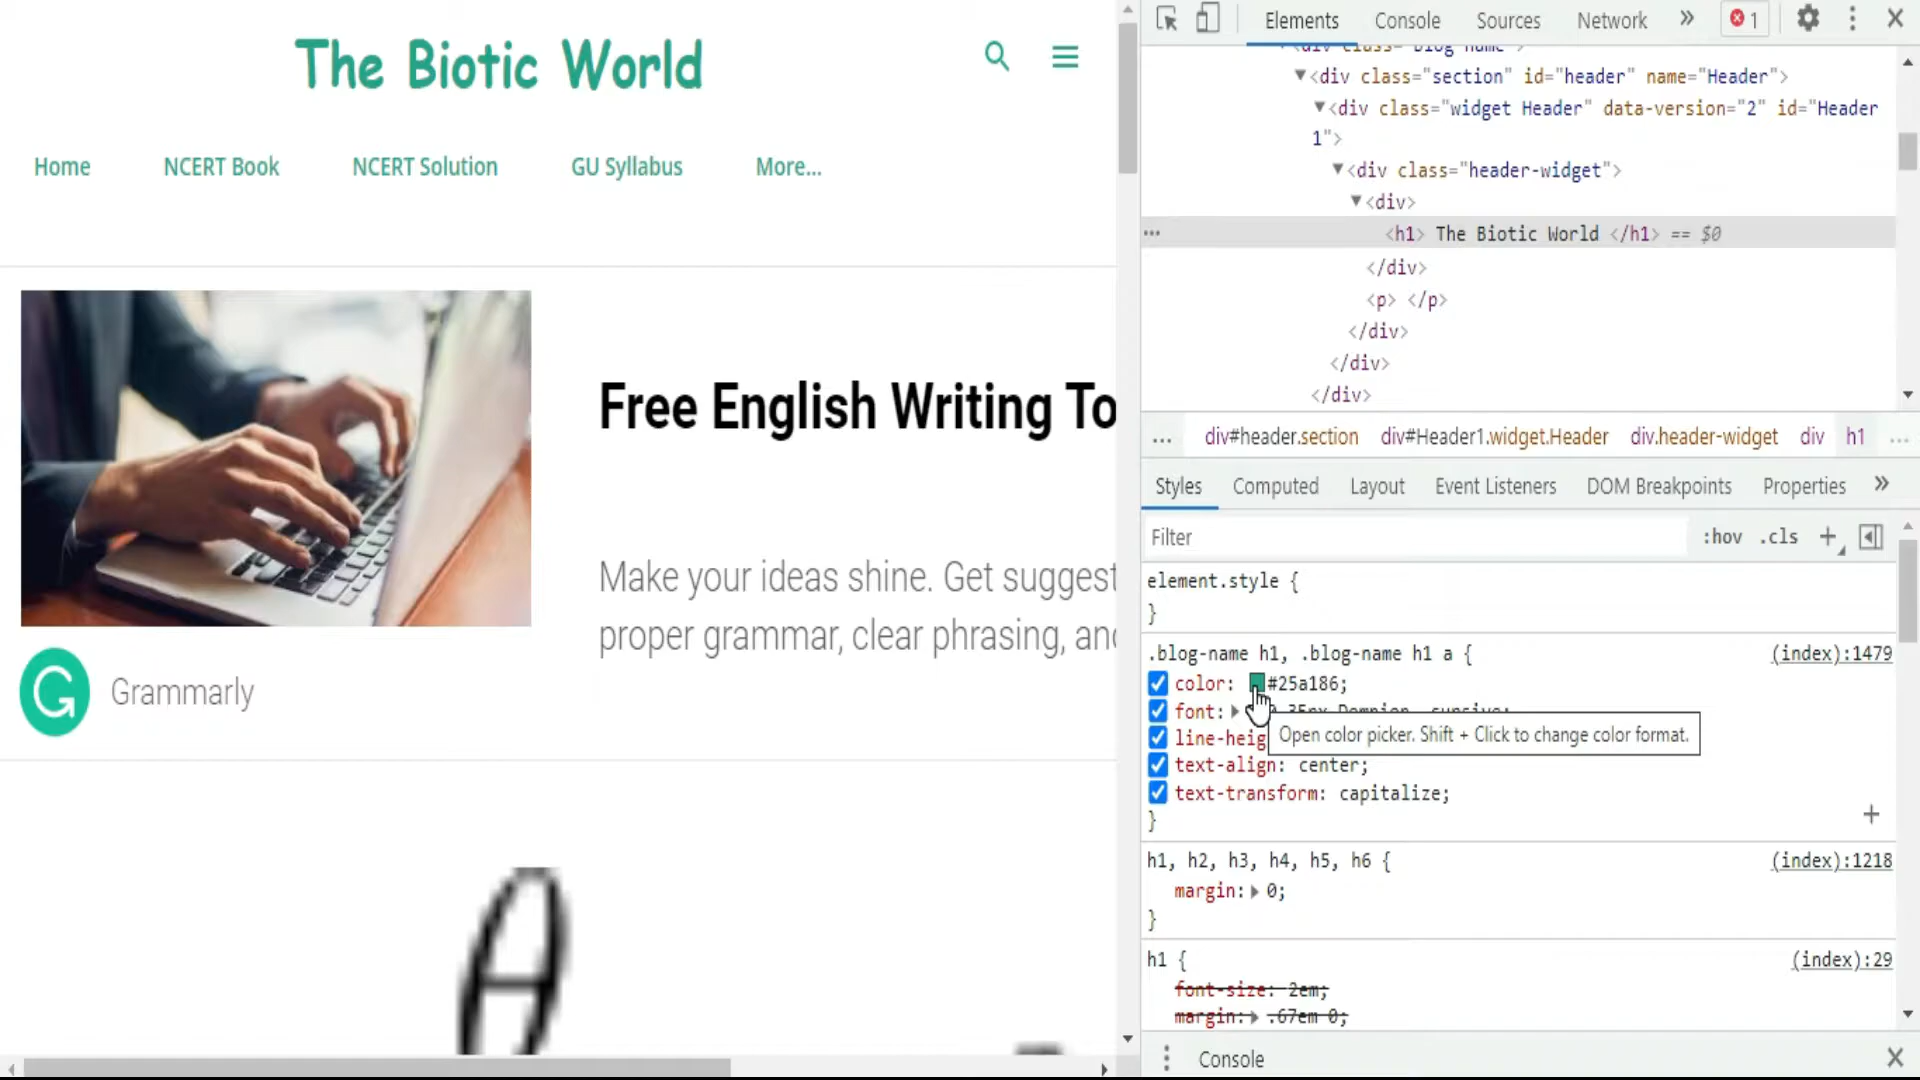 The Biotic World
Home NCERT Book NCERT Solution GU Syllabus More...
Free English Writing To
Make your ideas shine. Get suggest
proper grammar, clear phrasing, and
Grammarly
A
Elements Console Sources Network » 1
<div class="blog name">
▼<div class="section" id="header" name="Header">
▼<div class="widget Header" data-version="2" id="Header
1">
▼<div class="header-widget">
▼<div>
... <h1> The Biotic World </h1> == $0
</div>
<p> </p>
</div>
</div>
</div>
... div#header.section div#Header1.widget.Header div.header-widget div h1 ...
Styles Computed Layout Event Listeners DOM Breakpoints Properties »
Filter :hov .cls +
element.style {
}
.blog-name h1, .blog-name h1 a { (index):1479
color: #25a186;
font: ▶
line-heig
Open color picker. Shift + Click to change color format.
text-align: center;
text-transform: capitalize;
}
h1, h2, h3, h4, h5, h6 { (index):1218
margin: ▶ 0;
}
h1 { (index):29
font-size: 2em;
margin: ▶ .67em 0;
Console